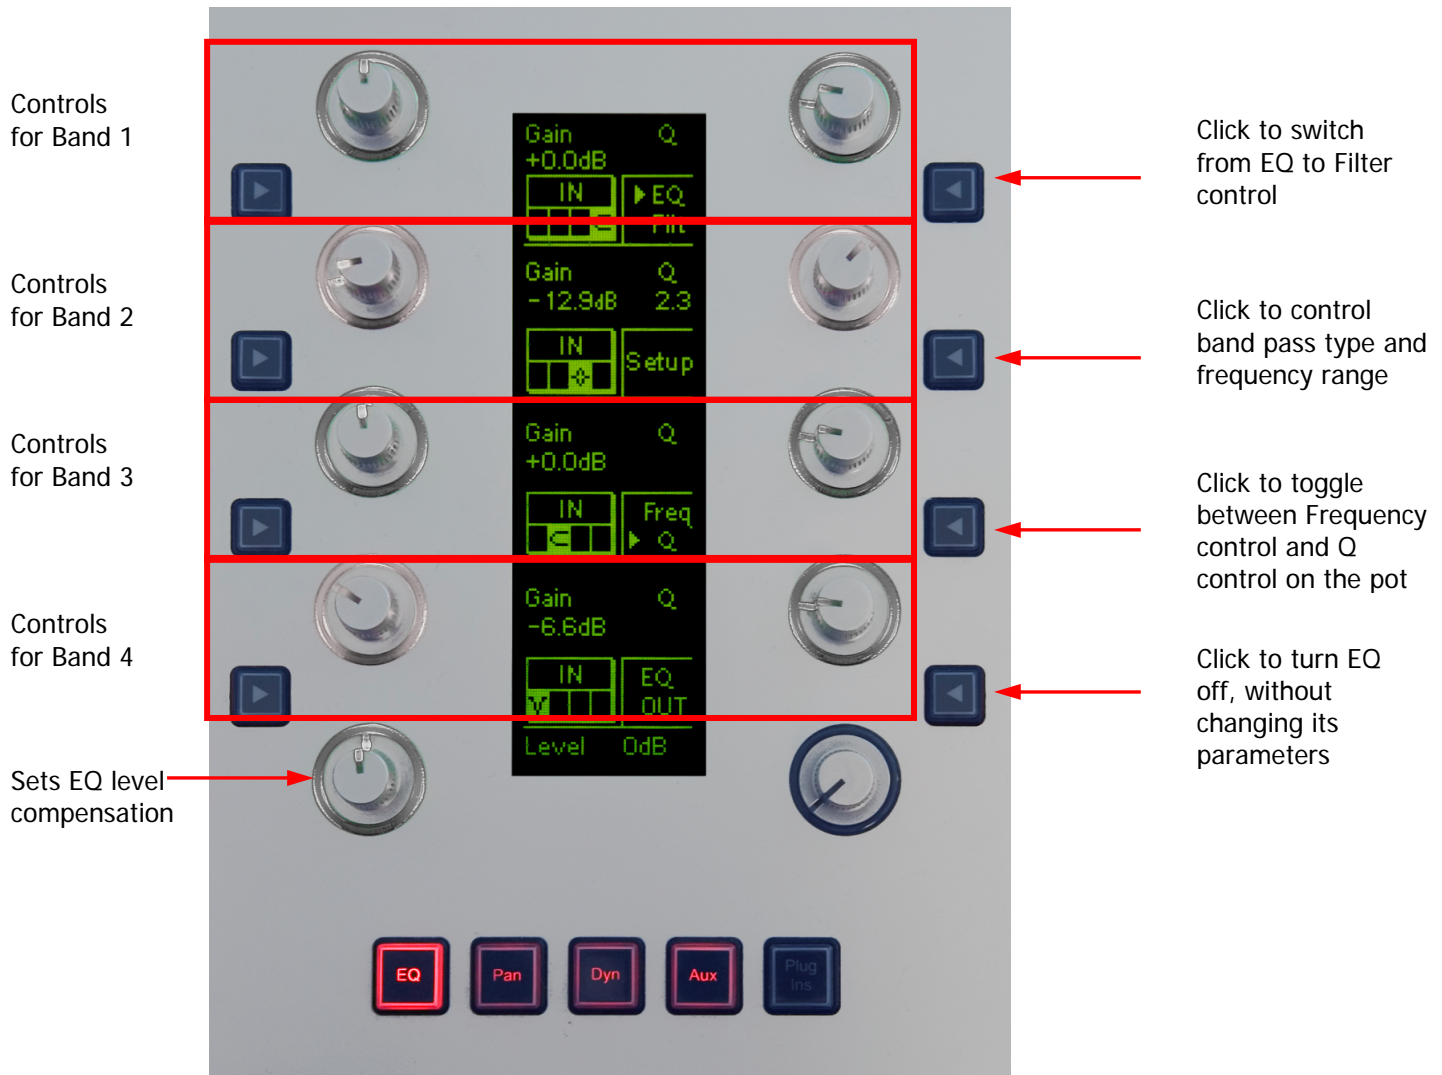 Controls
for Band 1
Gain Q
+0.0dB
IN
EQ
Filt
Click to switch
from EQ to Filter
control
Controls
for Band 2
Gain Q
-12.9dB 2.3
IN
Setup
Click to control
band pass type and
frequency range
Controls
for Band 3
Gain Q
+0.0dB
IN
Freq
Q
Click to toggle
between Frequency
control and Q
control on the pot
Controls
for Band 4
Gain Q
-6.6dB
IN
EQ
OUT
Click to turn EQ
off, without
changing its
parameters
Level 0dB
Sets EQ level
compensation
EQ
Pan
Dyn
Aux
Plug
Ins